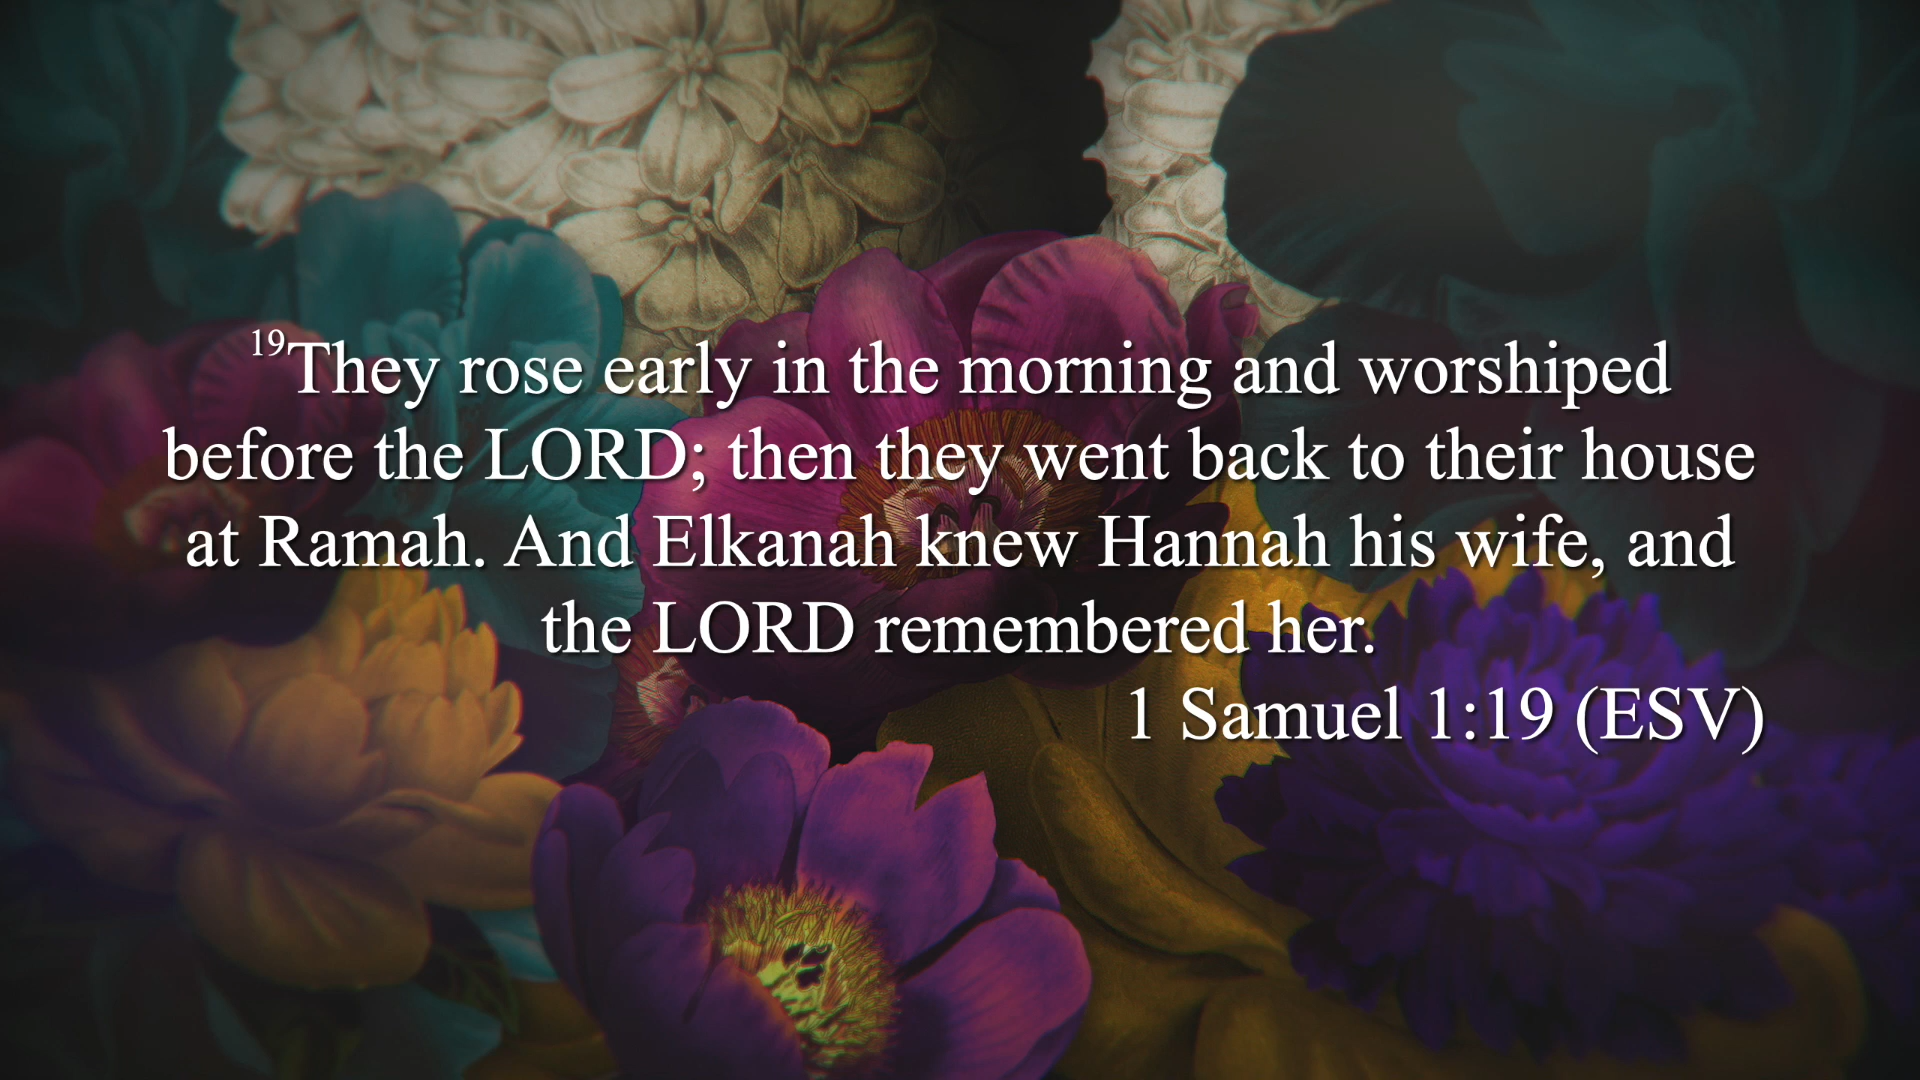 19They rose early in the morning and worshiped
before the LORD; then they went back to their house
at Ramah. And Elkanah knew Hannah his wife, and
the LORD remembered her.
1 Samuel 1:19 (ESV)